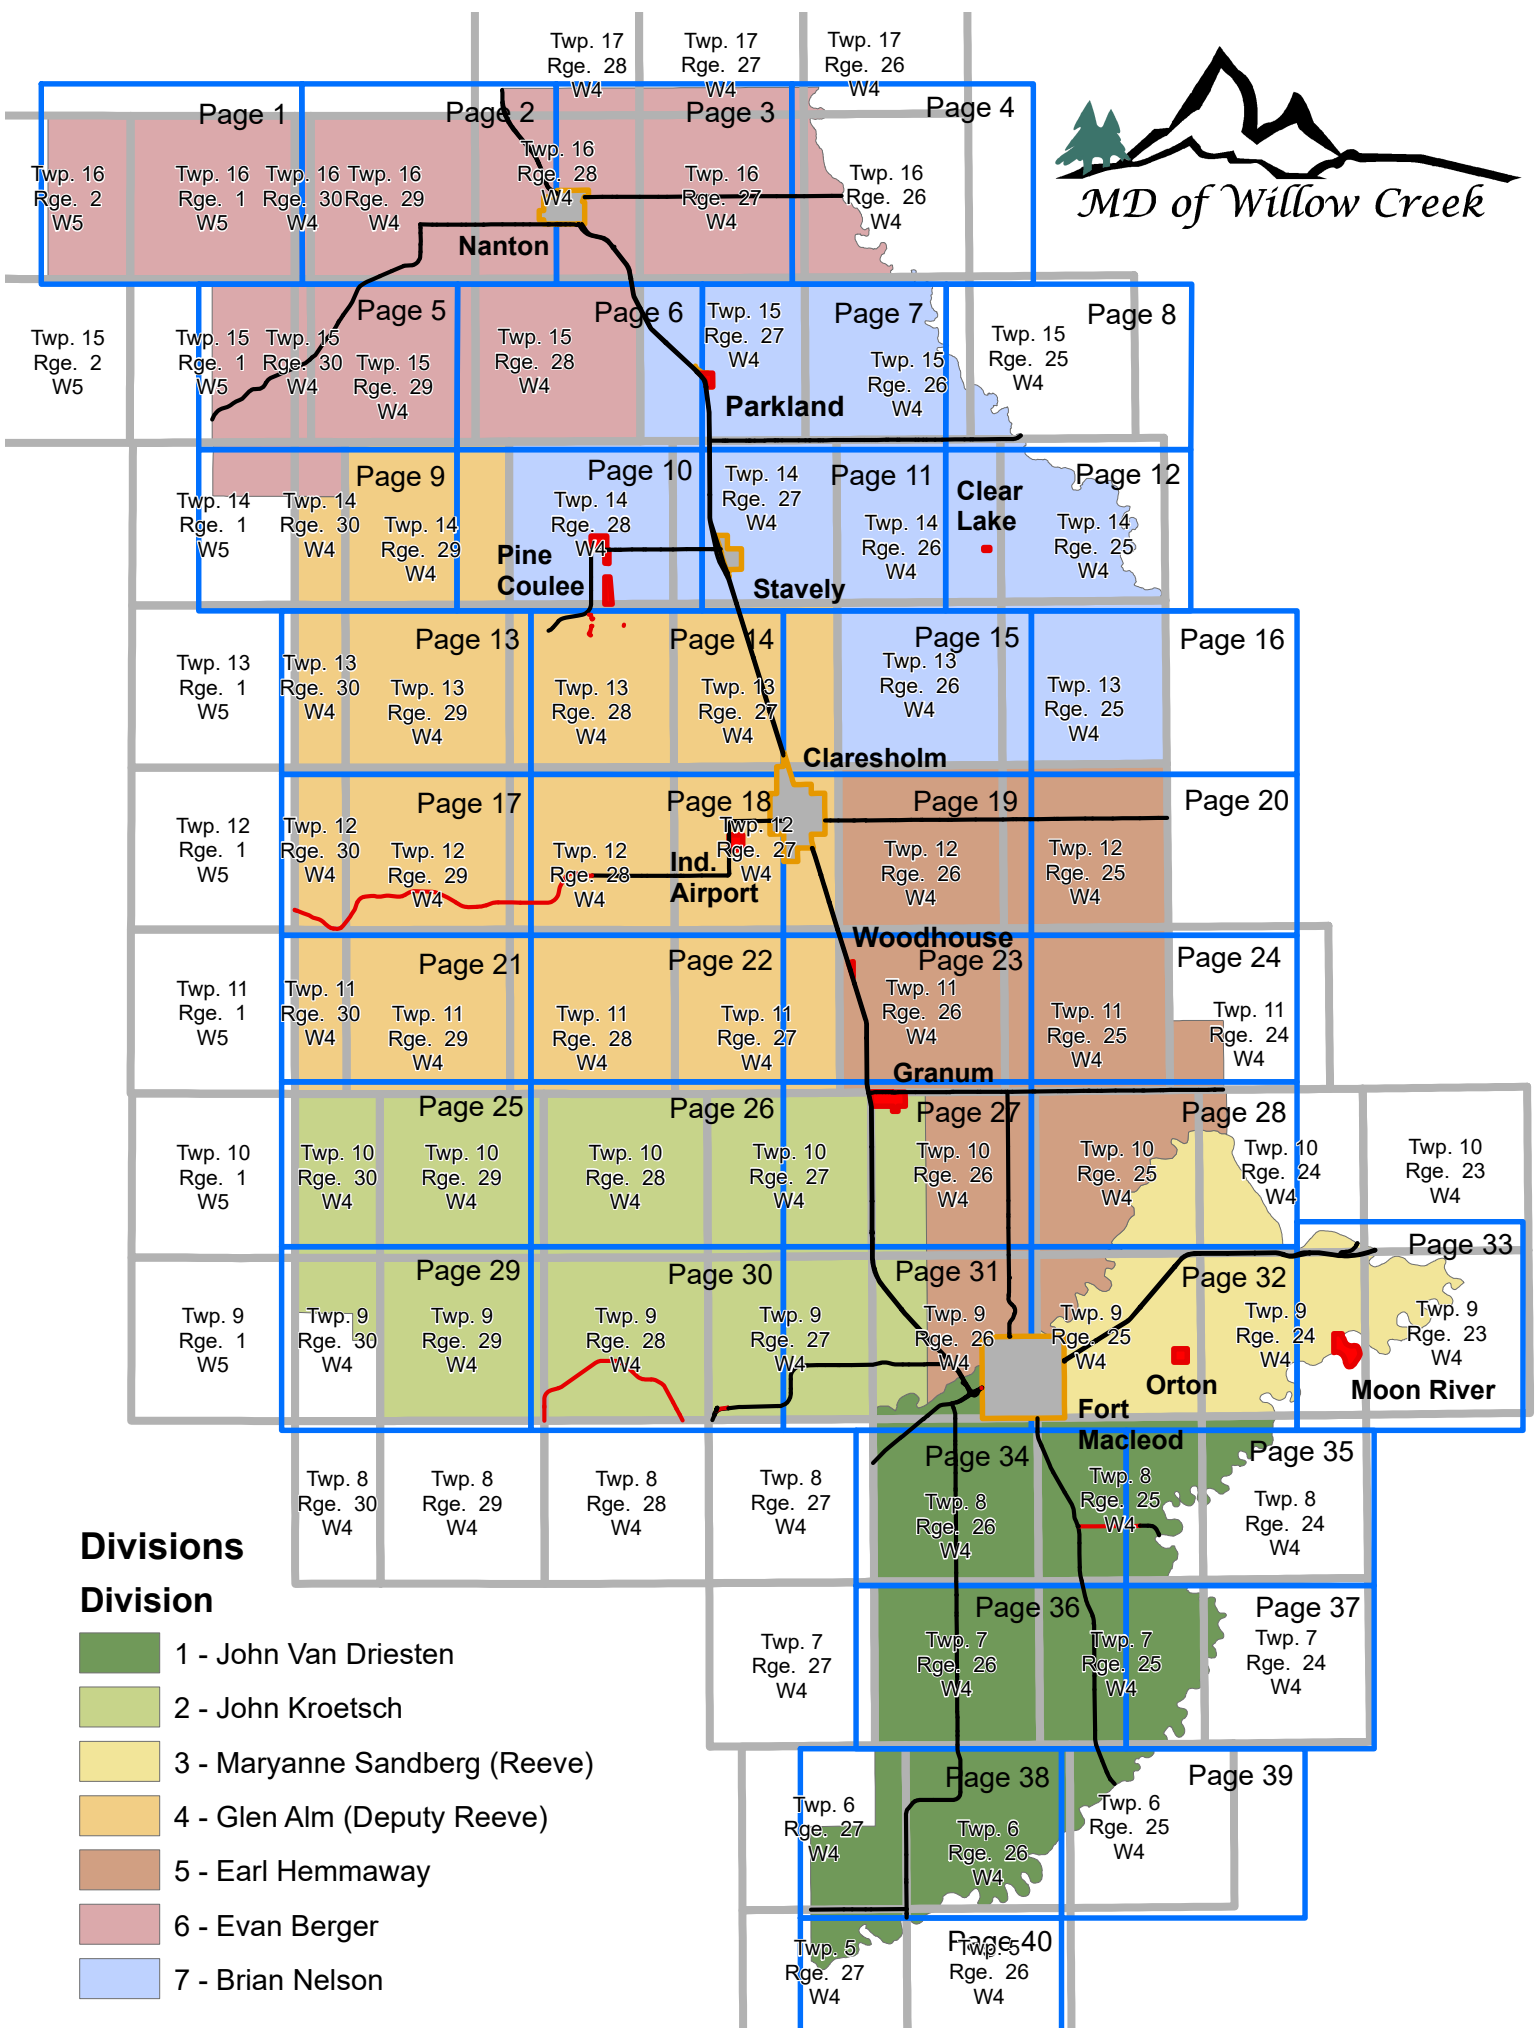 Twp. 17
Rge. 28
W4
Twp. 17
Rge. 27
W4
Twp. 17
Rge. 26
W4
MD of Willow Creek
Page 1
Page 2
Page 3
Page 4
Twp. 16
Rge. 2
W5
Twp. 16
Rge. 1
W5
Twp. 16
Rge. 30
W4
Twp. 16
Rge. 29
W4
Twp. 16
Rge. 28
W4
Twp. 16
Rge. 27
W4
Twp. 16
Rge. 26
W4
Nanton
Page 5
Page 6
Page 7
Page 8
Twp. 15
Rge. 2
W5
Twp. 15
Rge. 1
W5
Twp. 15
Rge. 30
W4
Twp. 15
Rge. 29
W4
Twp. 15
Rge. 28
W4
Twp. 15
Rge. 27
W4
Twp. 15
Rge. 26
W4
Twp. 15
Rge. 25
W4
Parkland
Page 9
Page 10
Page 11
Page 12
Twp. 14
Rge. 1
W5
Twp. 14
Rge. 30
W4
Twp. 14
Rge. 29
W4
Twp. 14
Rge. 28
W4
Twp. 14
Rge. 27
W4
Twp. 14
Rge. 26
W4
Clear
Lake
Twp. 14
Rge. 25
W4
Pine
Coulee
Stavely
Page 13
Page 14
Page 15
Page 16
Twp. 13
Rge. 1
W5
Twp. 13
Rge. 30
W4
Twp. 13
Rge. 29
W4
Twp. 13
Rge. 28
W4
Twp. 13
Rge. 27
W4
Twp. 13
Rge. 26
W4
Twp. 13
Rge. 25
W4
Claresholm
Page 17
Page 18
Page 19
Page 20
Twp. 12
Rge. 1
W5
Twp. 12
Rge. 30
W4
Twp. 12
Rge. 29
W4
Twp. 12
Rge. 28
W4
Twp. 12
Rge. 27
W4
Twp. 12
Rge. 26
W4
Twp. 12
Rge. 25
W4
Ind.
Airport
Woodhouse
Page 21
Page 22
Page 23
Page 24
Twp. 11
Rge. 1
W5
Twp. 11
Rge. 30
W4
Twp. 11
Rge. 29
W4
Twp. 11
Rge. 28
W4
Twp. 11
Rge. 27
W4
Twp. 11
Rge. 26
W4
Twp. 11
Rge. 25
W4
Twp. 11
Rge. 24
W4
Granum
Page 25
Page 26
Page 27
Page 28
Twp. 10
Rge. 1
W5
Twp. 10
Rge. 30
W4
Twp. 10
Rge. 29
W4
Twp. 10
Rge. 28
W4
Twp. 10
Rge. 27
W4
Twp. 10
Rge. 26
W4
Twp. 10
Rge. 25
W4
Twp. 10
Rge. 24
W4
Twp. 10
Rge. 23
W4
Page 29
Page 30
Page 31
Page 32
Page 33
Twp. 9
Rge. 1
W5
Twp. 9
Rge. 30
W4
Twp. 9
Rge. 29
W4
Twp. 9
Rge. 28
W4
Twp. 9
Rge. 27
W4
Twp. 9
Rge. 26
W4
Twp. 9
Rge. 25
W4
Twp. 9
Rge. 24
W4
Twp. 9
Rge. 23
W4
Orton
Moon River
Fort
Macleod
Page 34
Page 35
Twp. 8
Rge. 30
W4
Twp. 8
Rge. 29
W4
Twp. 8
Rge. 28
W4
Twp. 8
Rge. 27
W4
Twp. 8
Rge. 26
W4
Twp. 8
Rge. 25
W4
Twp. 8
Rge. 24
W4
Page 36
Page 37
Twp. 7
Rge. 27
W4
Twp. 7
Rge. 26
W4
Twp. 7
Rge. 25
W4
Twp. 7
Rge. 24
W4
Page 38
Page 39
Twp. 6
Rge. 27
W4
Twp. 6
Rge. 26
W4
Twp. 6
Rge. 25
W4
Page 40
Twp. 5
Rge. 27
W4
Twp. 5
Rge. 26
W4
Divisions
Division
1 - John Van Driesten
2 - John Kroetsch
3 - Maryanne Sandberg (Reeve)
4 - Glen Alm (Deputy Reeve)
5 - Earl Hemmaway
6 - Evan Berger
7 - Brian Nelson